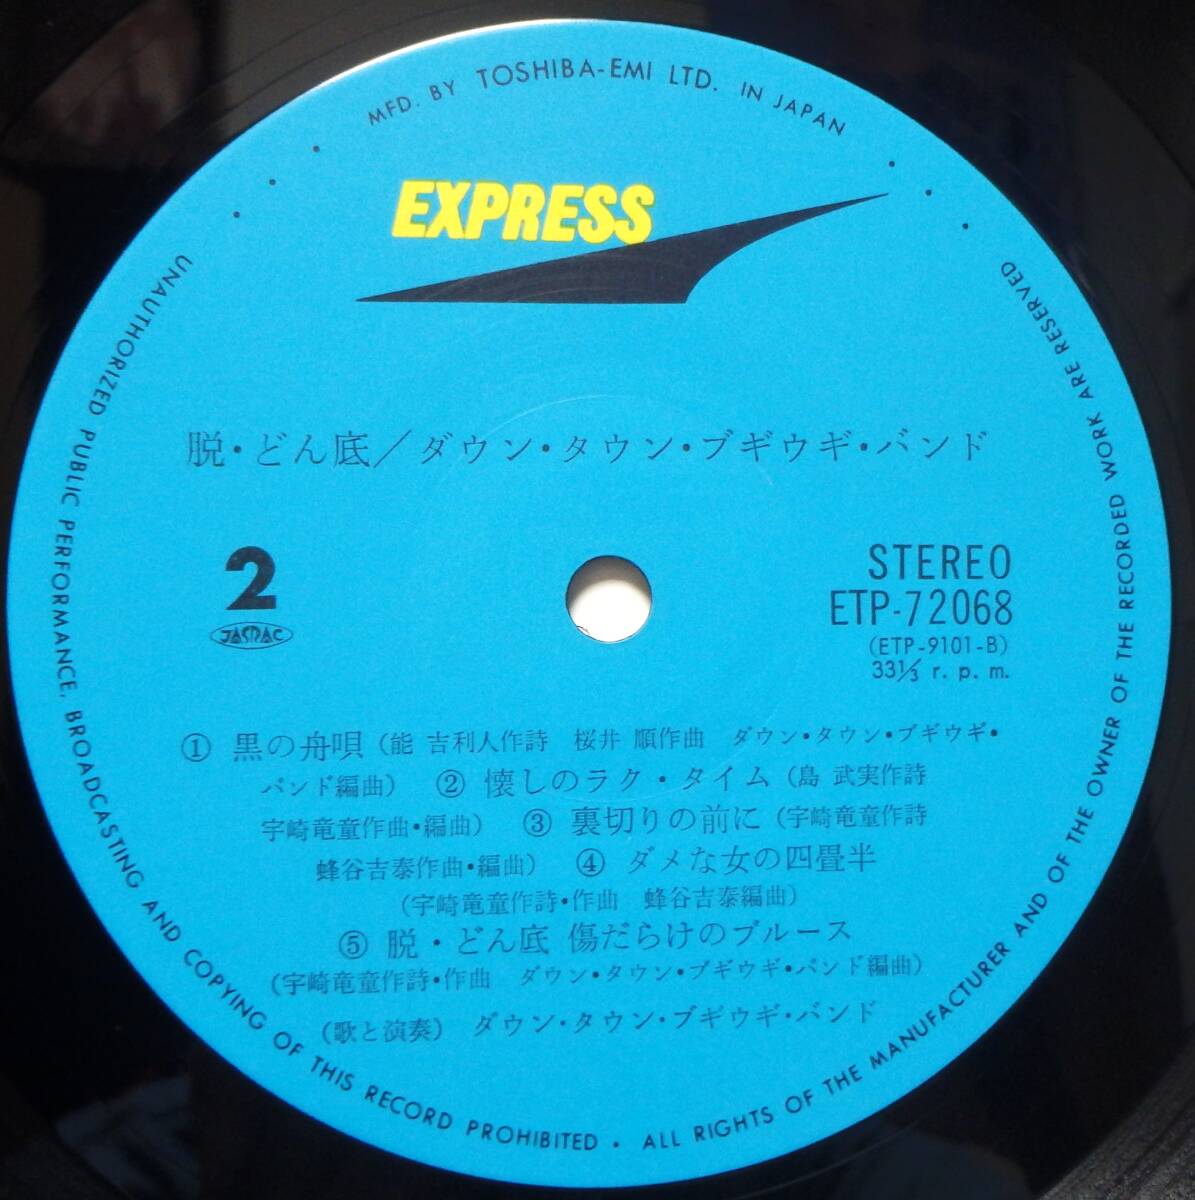 MFD. BY TOSHIBA-EMI LTD. IN JAPAN
EXPRESS
脱・どん底／ダウン・タウン・ブギウギ・バンド
2
JASRAC
STEREO
ETP-72068
(ETP-9101-B)
33⅓ r. p. m.
① 黒の舟唄 (能 吉利人作詩 桜井 順作曲 ダウン・タウン・ブギウギ・
バンド編曲) ② 懐しのラク・タイム (島 武実作詩
宇崎竜童作曲・編曲) ③ 裏切りの前に (宇崎竜童作詩
蜂谷吉泰作曲・編曲) ④ ダメな女の四畳半
(宇崎竜童作詩・作曲 蜂谷吉泰編曲)
⑤ 脱・どん底 傷だらけのブルース
(宇崎竜童作詩・作曲 ダウン・タウン・ブギウギ・バンド編曲)
(歌と演奏) ダウン・タウン・ブギウギ・バンド
UNAUTHORIZED PUBLIC PERFORMANCE, BROADCASTING AND COPYING OF THIS RECORD PROHIBITED • ALL RIGHTS OF THE MANUFACTURER AND OF THE OWNER OF THE RECORDED WORK ARE RESERVED